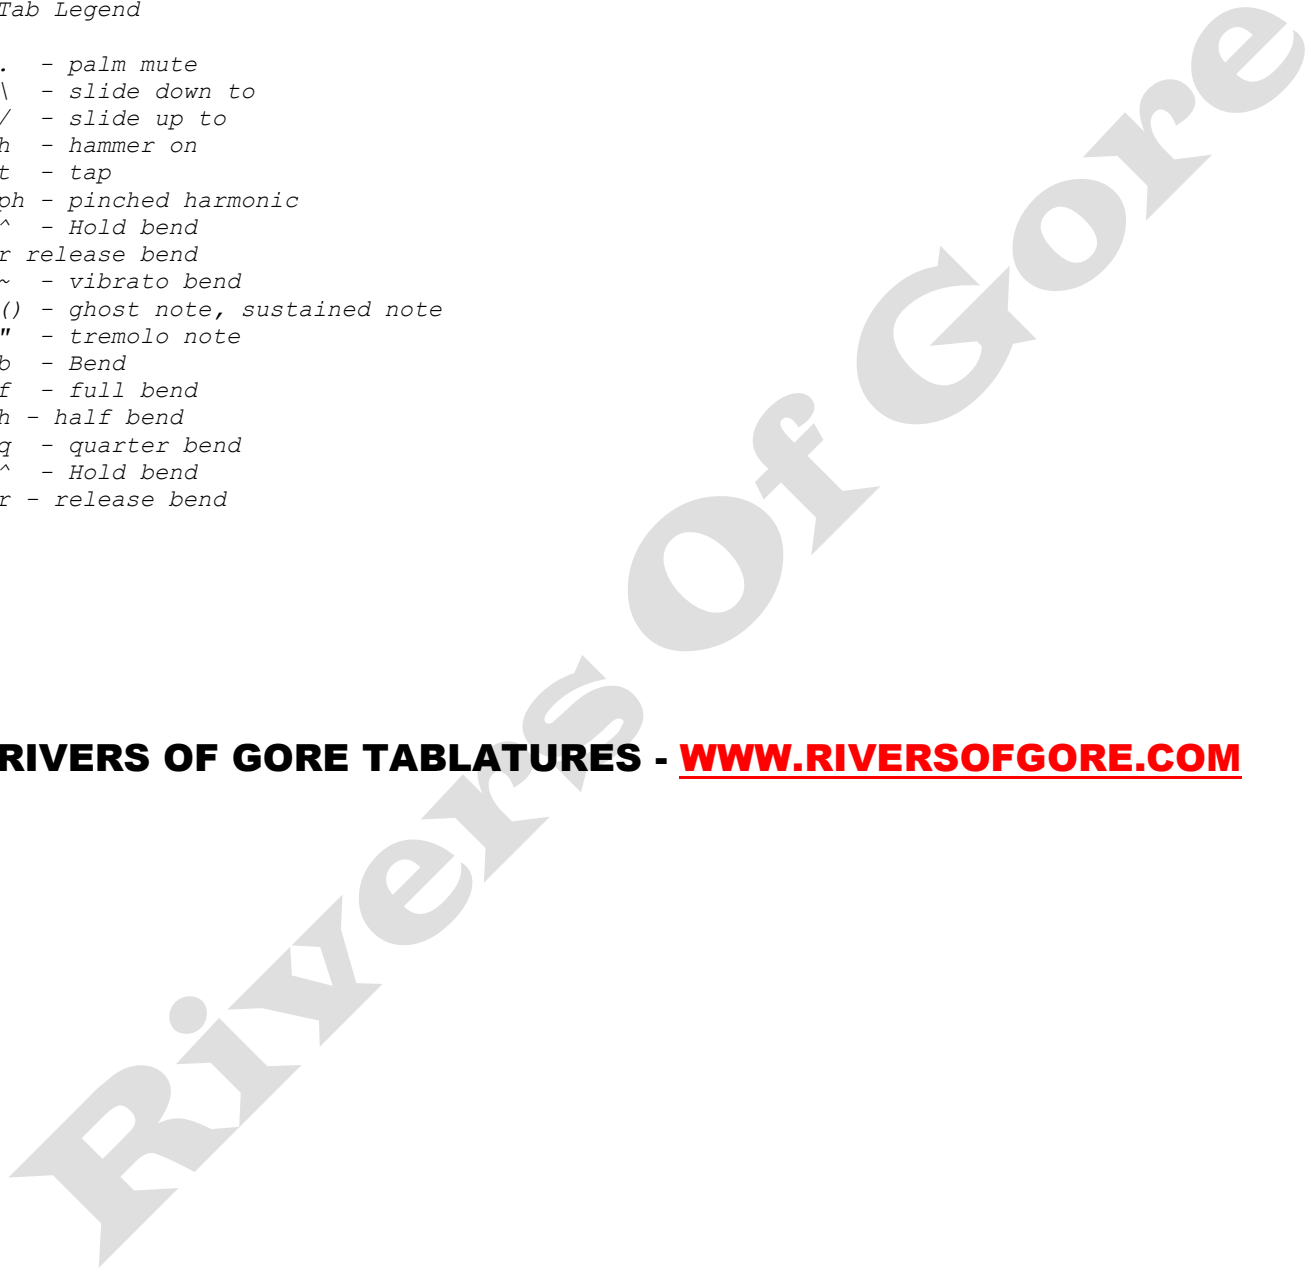 Tab Legend
. - palm mute
\ - slide down to
/ - slide up to
h - hammer on
t - tap
ph - pinched harmonic
^ - Hold bend
r release bend
~ - vibrato bend
() - ghost note, sustained note
" - tremolo note
b - Bend
f - full bend
h - half bend
q - quarter bend
^ - Hold bend
r - release bend
RIVERS OF GORE TABLATURES - WWW.RIVERSOFGORE.COM
Rivers Of Gore